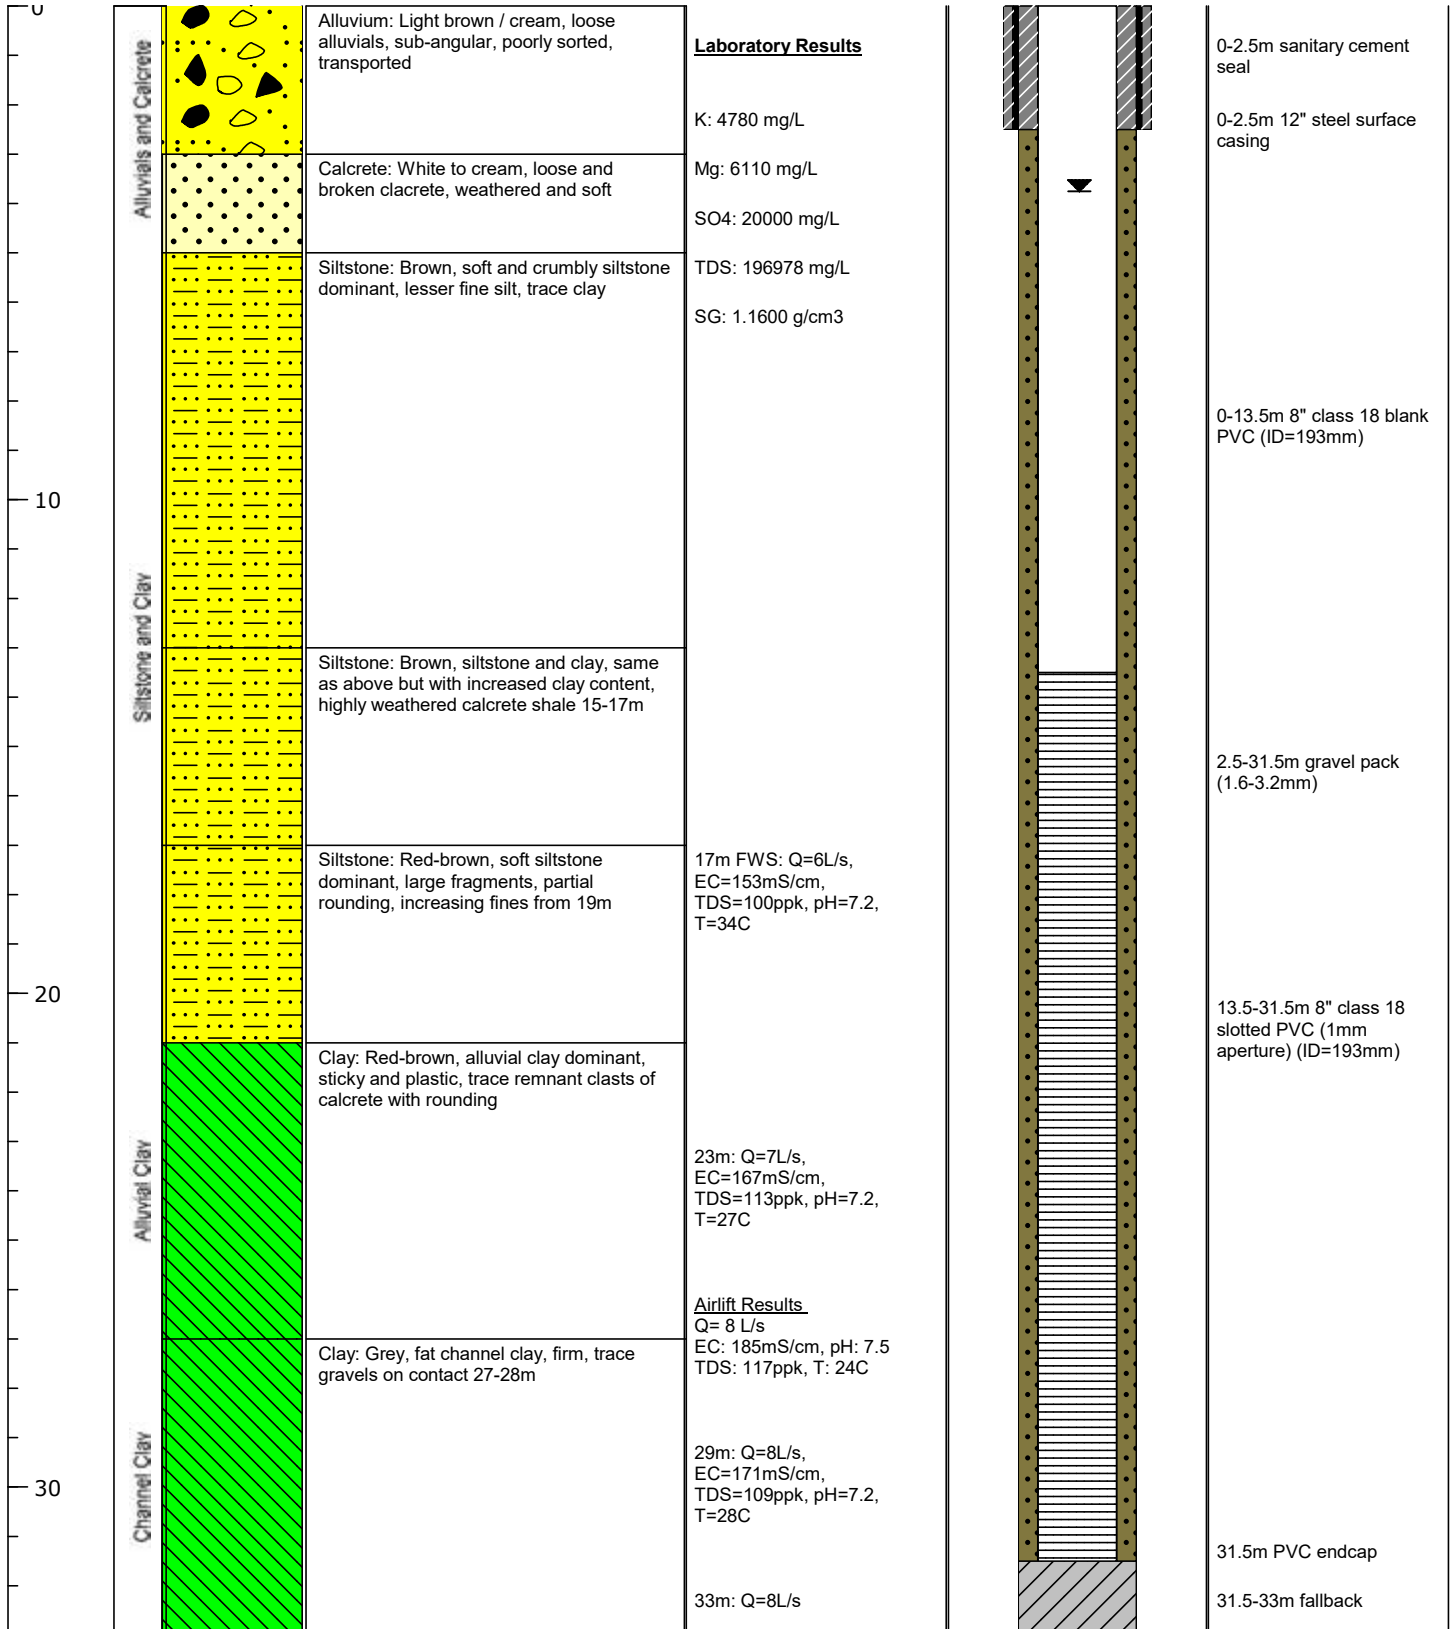 0
10
20
30
Alluvials and Calcrete
Siltstone and Clay
Alluvial Clay
Channel Clay
Alluvium: Light brown / cream, loose
alluvials, sub-angular, poorly sorted,
transported
Calcrete: White to cream, loose and
broken clacrete, weathered and soft
Siltstone: Brown, soft and crumbly siltstone
dominant, lesser fine silt, trace clay
Siltstone: Brown, siltstone and clay, same
as above but with increased clay content,
highly weathered calcrete shale 15-17m
Siltstone: Red-brown, soft siltstone
dominant, large fragments, partial
rounding, increasing fines from 19m
Clay: Red-brown, alluvial clay dominant,
sticky and plastic, trace remnant clasts of
calcrete with rounding
Clay: Grey, fat channel clay, firm, trace
gravels on contact 27-28m
Laboratory Results
K: 4780 mg/L
Mg: 6110 mg/L
SO4: 20000 mg/L
TDS: 196978 mg/L
SG: 1.1600 g/cm3
17m FWS: Q=6L/s,
EC=153mS/cm,
TDS=100ppk, pH=7.2,
T=34C
23m: Q=7L/s,
EC=167mS/cm,
TDS=113ppk, pH=7.2,
T=27C
Airlift Results
Q= 8 L/s
EC: 185mS/cm, pH: 7.5
TDS: 117ppk, T: 24C
29m: Q=8L/s,
EC=171mS/cm,
TDS=109ppk, pH=7.2,
T=28C
33m: Q=8L/s
0-2.5m sanitary cement
seal
0-2.5m 12" steel surface
casing
0-13.5m 8" class 18 blank
PVC (ID=193mm)
2.5-31.5m gravel pack
(1.6-3.2mm)
13.5-31.5m 8" class 18
slotted PVC (1mm
aperture) (ID=193mm)
31.5m PVC endcap
31.5-33m fallback